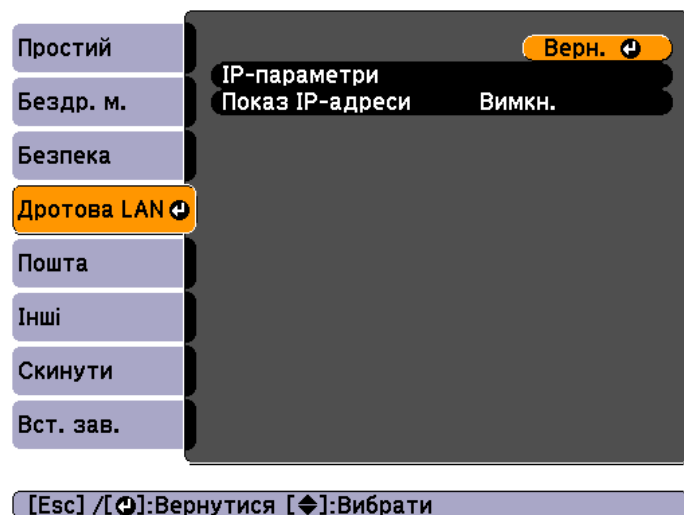 Простий
Бездр. м.
Безпека
Дротова LAN
Пошта
Інші
Скинути
Вст. зав.
Верн.
IP-параметри
Показ IP-адреси Вимкн.
[Esc] /[⏎]:Вернутися [◆]:Вибрати